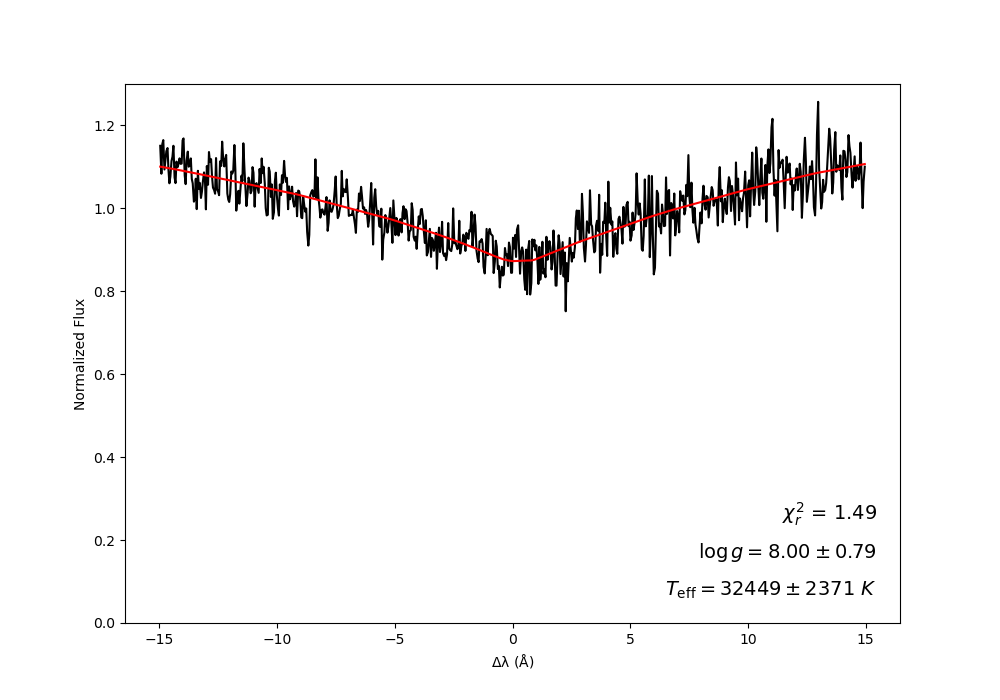 1.2
1.0
0.8
0.6
0.4
0.2
0.0
Normalized Flux
χ²ᵣ = 1.49
log g = 8.00 ± 0.79
T_eff = 32449 ± 2371 K
−15 −10 −5 0 5 10 15
Δλ (Å)